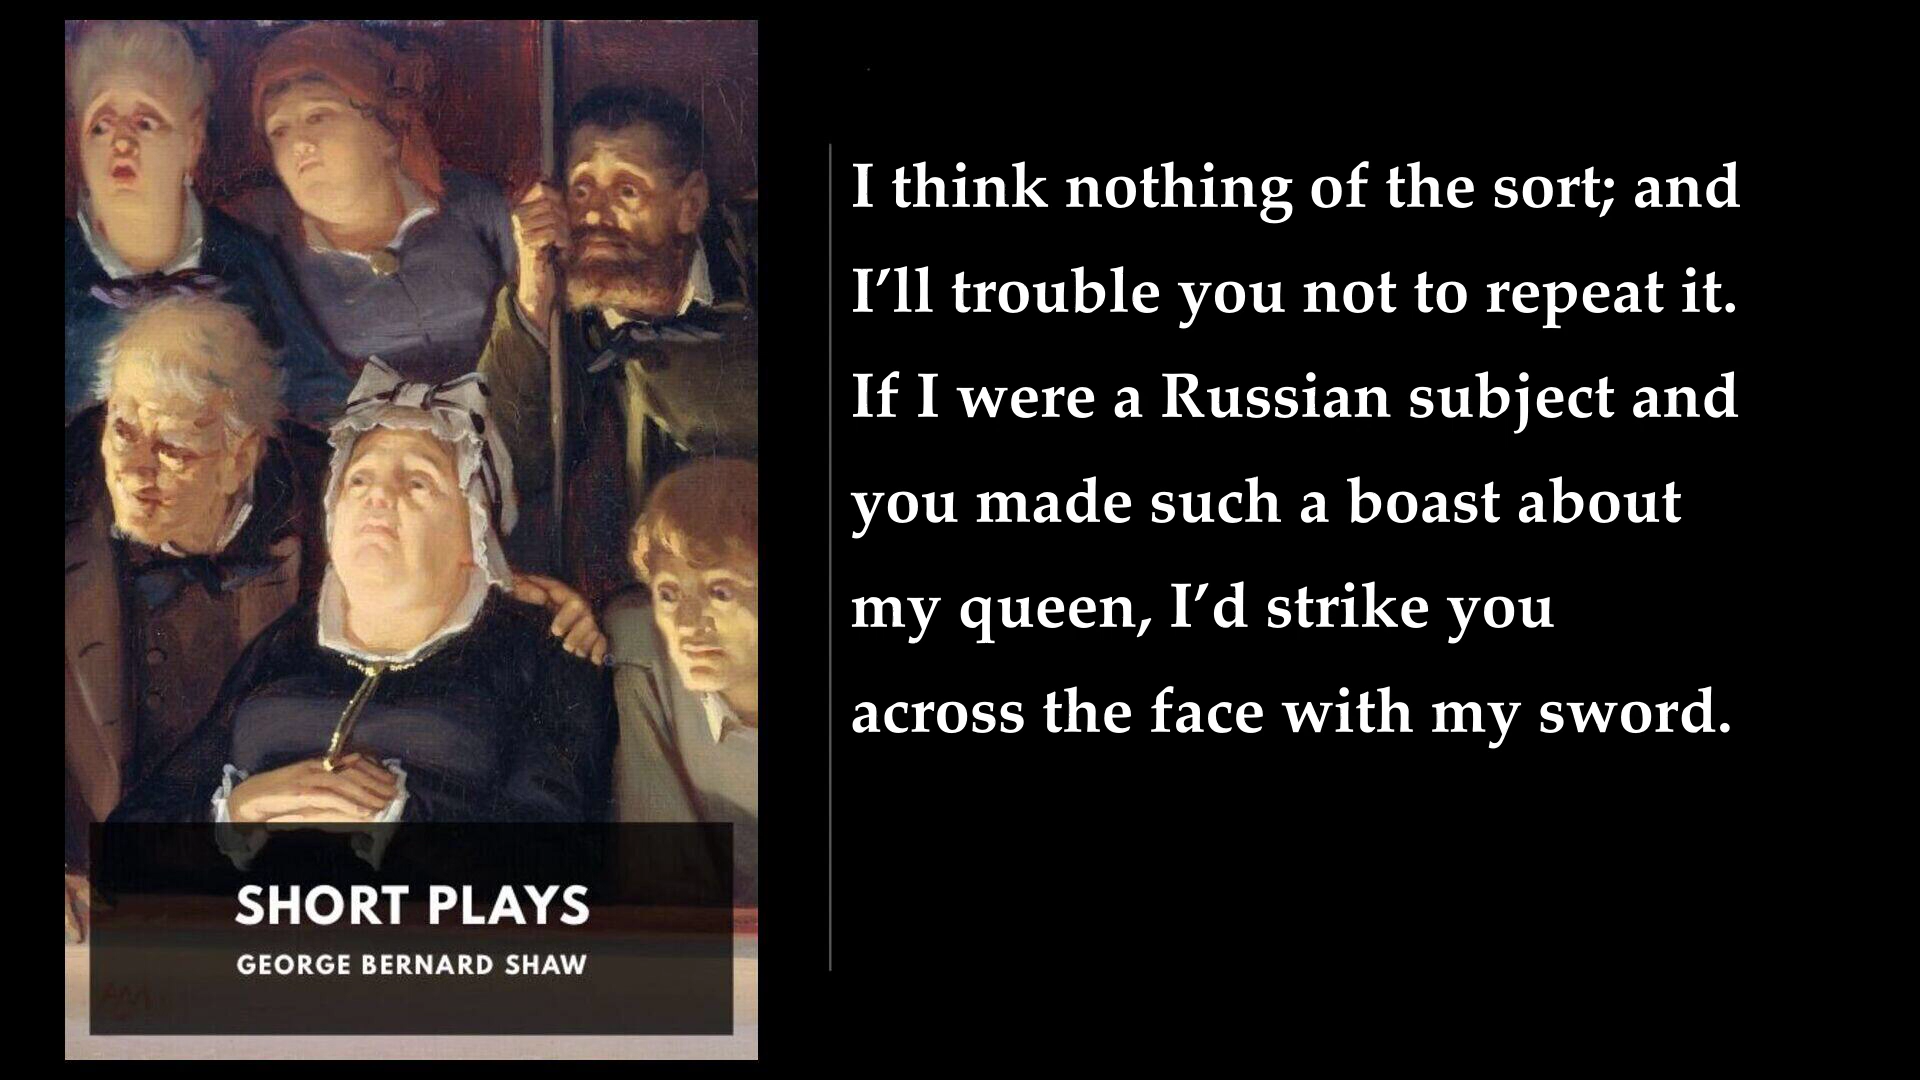 I think nothing of the sort; and
I’ll trouble you not to repeat it.
If I were a Russian subject and
you made such a boast about
my queen, I’d strike you
across the face with my sword.
SHORT PLAYS
GEORGE BERNARD SHAW